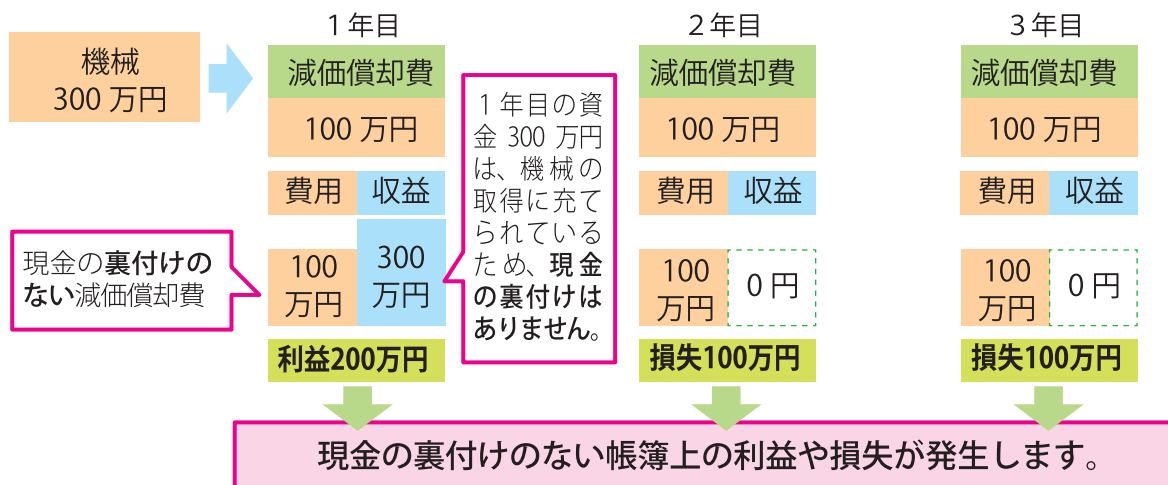 機械
300 万円
1 年目
減価償却費
100 万円
費用
収益
100
万円
300
万円
利益200万円
現金の裏付けの
ない減価償却費
1 年目の資
金 300 万円
は、機械の
取得に充て
られている
ため、現金
の裏付けは
ありません。
2 年目
減価償却費
100 万円
費用
収益
100
万円
0 円
損失100万円
3 年目
減価償却費
100 万円
費用
収益
100
万円
0 円
損失100万円
現金の裏付けのない帳簿上の利益や損失が発生します。